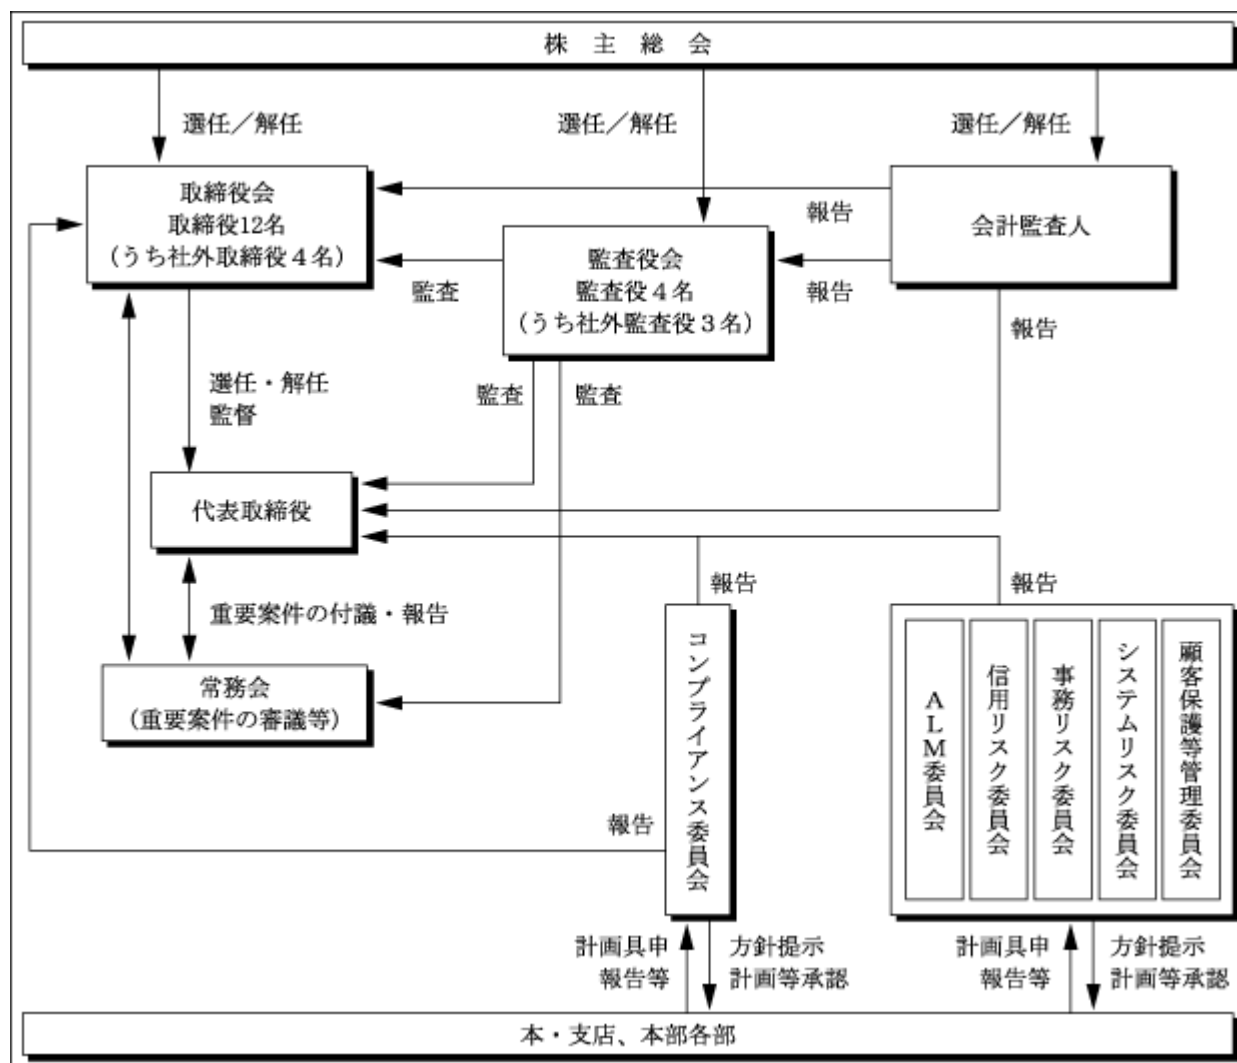 株主総会
選任／解任
選任／解任
選任／解任
取締役会
取締役12名
（うち社外取締役４名）
報告
会計監査人
監査役会
監査役４名
（うち社外監査役３名）
監査
報告
報告
選任・解任
監督
監査
監査
代表取締役
重要案件の付議・報告
報告
報告
常務会
（重要案件の審議等）
コンプライアンス委員会
ＡＬＭ委員会
信用リスク委員会
事務リスク委員会
システムリスク委員会
顧客保護等管理委員会
報告
計画具申
報告等
方針提示
計画等承認
計画具申
報告等
方針提示
計画等承認
本・支店、本部各部